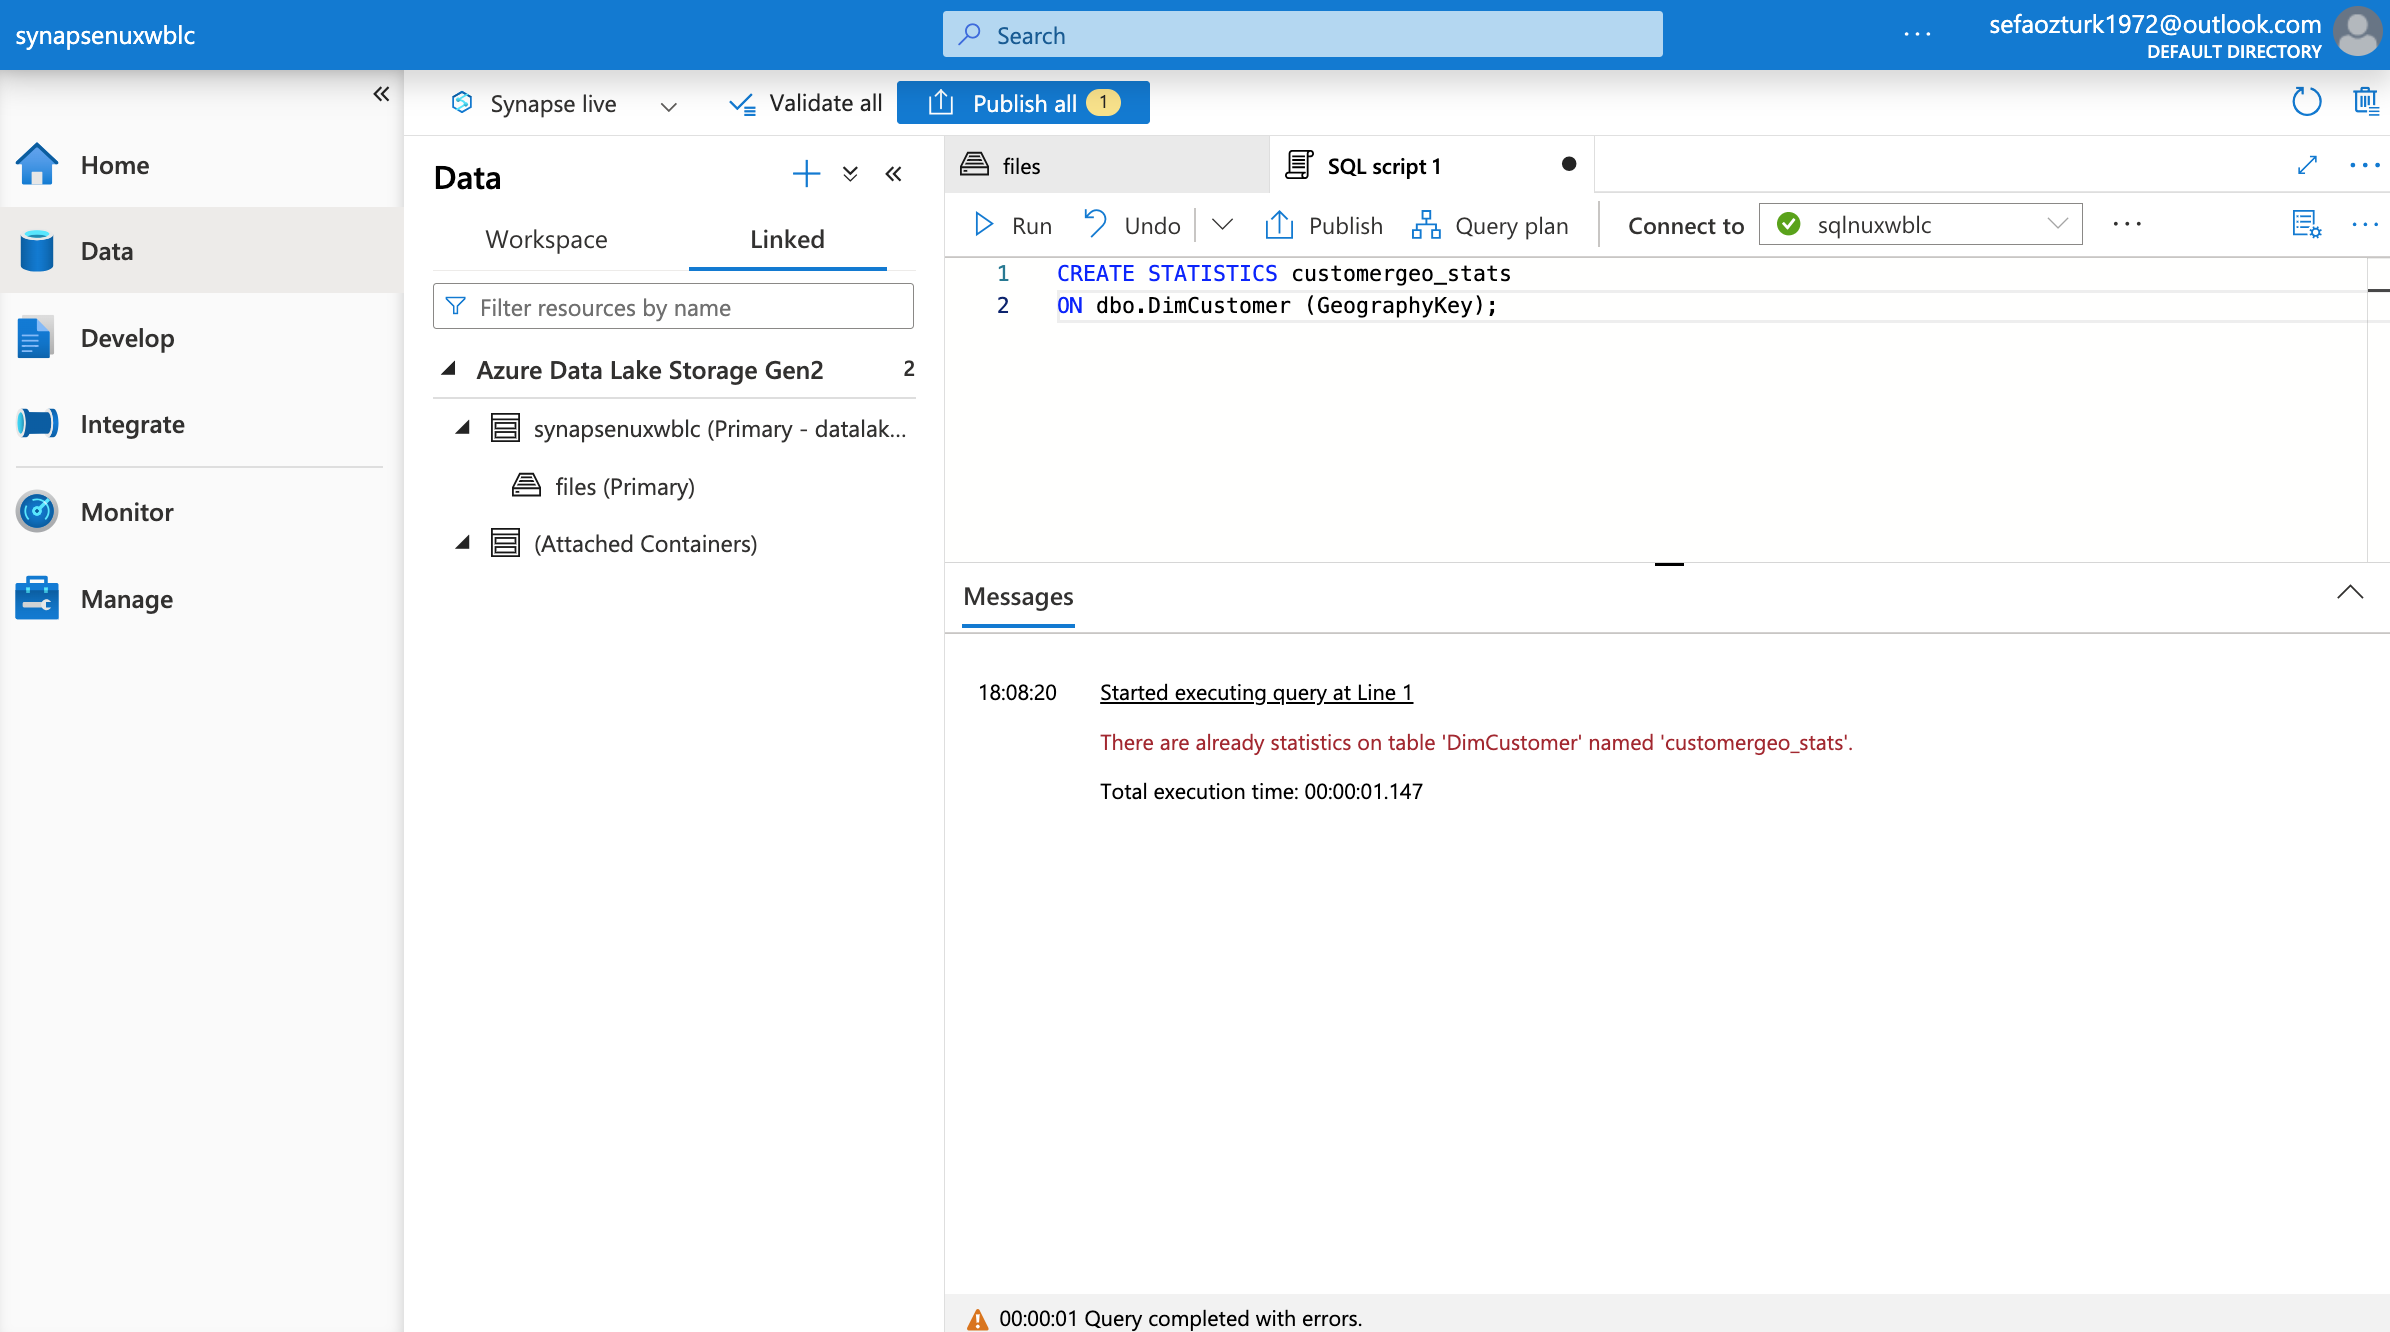 synapsenuxwblc
Search
sefaozturk1972@outlook.com
DEFAULT DIRECTORY
Synapse live
Validate all
Publish all 1
Home
Data
Develop
Integrate
Monitor
Manage
Data
Workspace
Linked
Filter resources by name
Azure Data Lake Storage Gen2 2
synapsenuxwblc (Primary - datalak...
files (Primary)
(Attached Containers)
files
SQL script 1
Run
Undo
Publish
Query plan
Connect to
sqlnuxwblc
1 CREATE STATISTICS customergeo_stats
2 ON dbo.DimCustomer (GeographyKey);
Messages
18:08:20 Started executing query at Line 1
There are already statistics on table 'DimCustomer' named 'customergeo_stats'.
Total execution time: 00:00:01.147
00:00:01 Query completed with errors.